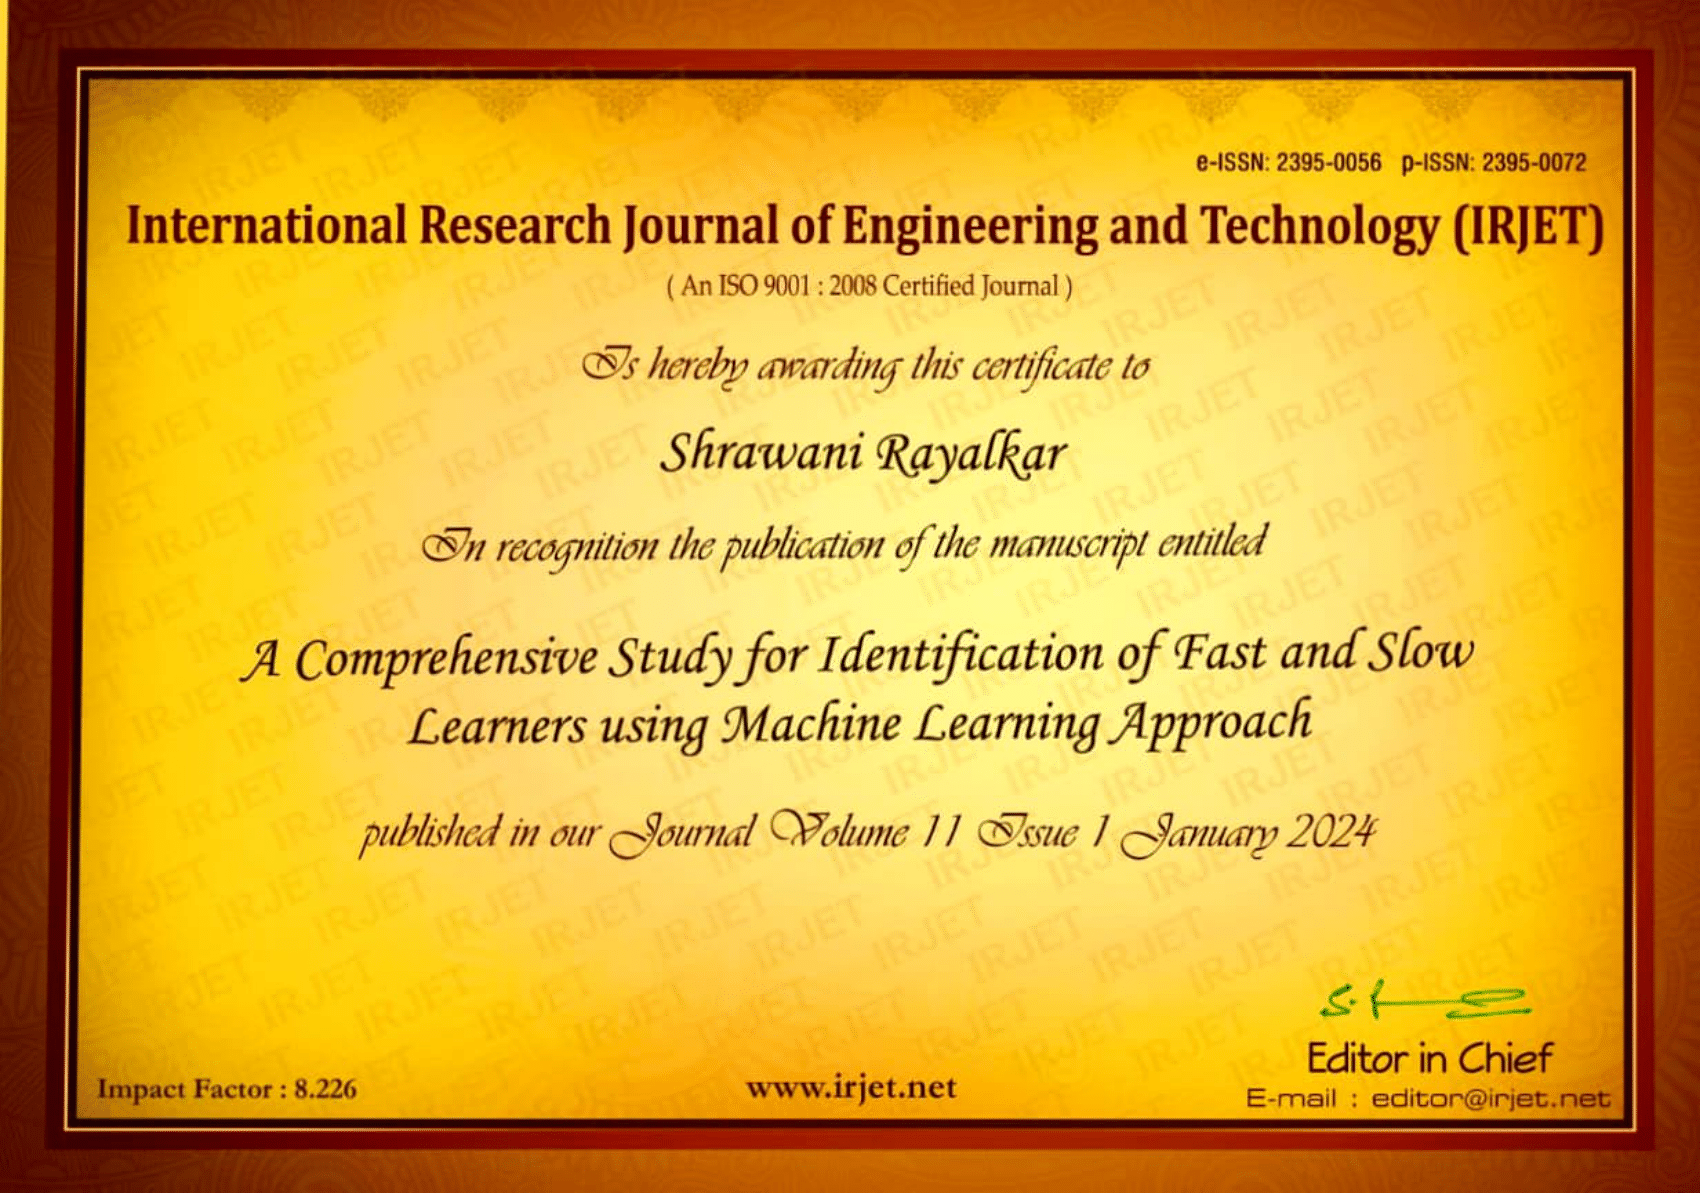 e-ISSN: 2395-0056 p-ISSN: 2395-0072
International Research Journal of Engineering and Technology (IRJET)
( An ISO 9001 : 2008 Certified Journal )
Is hereby awarding this certificate to
Shrawani Rayalkar
In recognition the publication of the manuscript entitled
A Comprehensive Study for Identification of Fast and Slow
Learners using Machine Learning Approach
published in our Journal Volume 11 Issue 1 January 2024
Editor in Chief
Impact Factor : 8.226
www.irjet.net
E-mail : editor@irjet.net